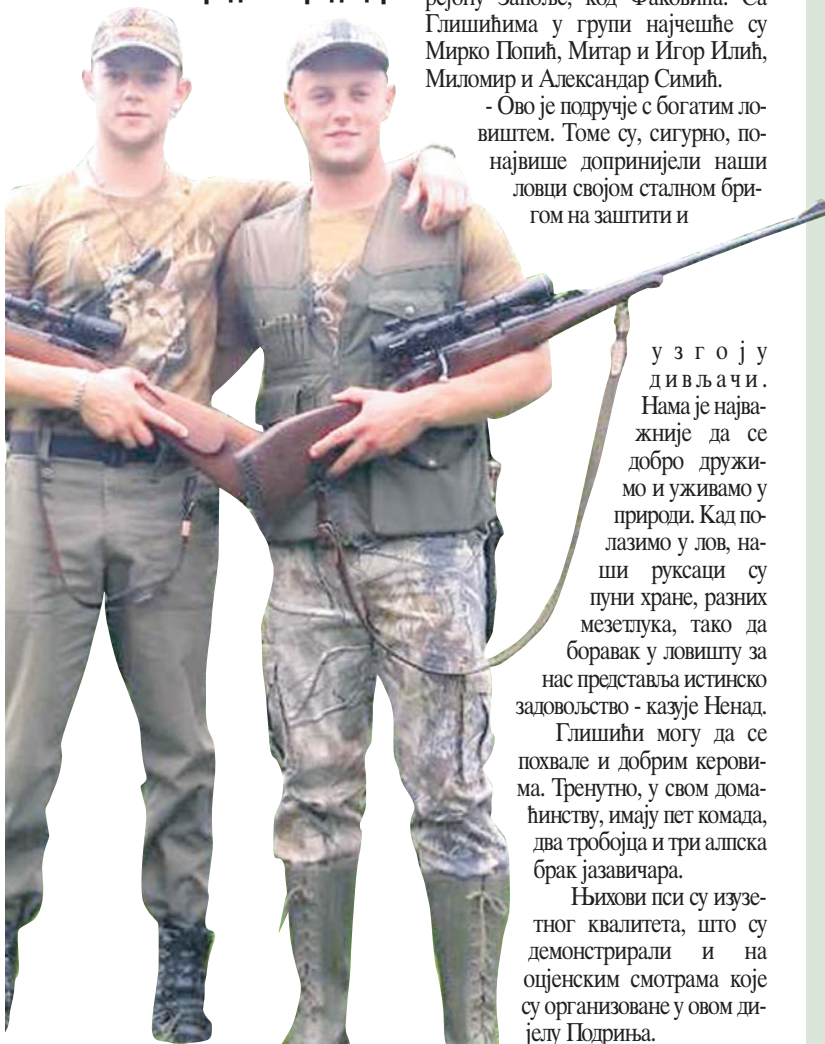 рејону Запоље, код Факовића. Са
Глишићима у групи најчешће су
Мирко Попић, Митар и Игор Илић,
Миломир и Александар Симић.
- Ово је подручје с богатим ло-
виштем. Томе су, сигурно, по-
највише допринијели наши
ловци својом сталном бри-
гом на заштити и
узгоју
дивљачи.
Нама је најва-
жније да се
добро дружи-
мо и уживамо у
природи. Кад по-
лазимо у лов, на-
ши руксаци су
пуни хране, разних
мезетлука, тако да
боравак у ловишту за
нас представља истинско
задовољство - казује Ненад.
Глишићи могу да се
похвале и добрим керови-
ма. Тренутно, у свом дома-
ћинству, имају пет комада,
два тробојца и три алпска
брак јазавичара.
Њихови пси су изузе-
тног квалитета, што су
демонстрирали и на
оцјенским смотрама које
су организоване у овом ди-
јелу Подриња.